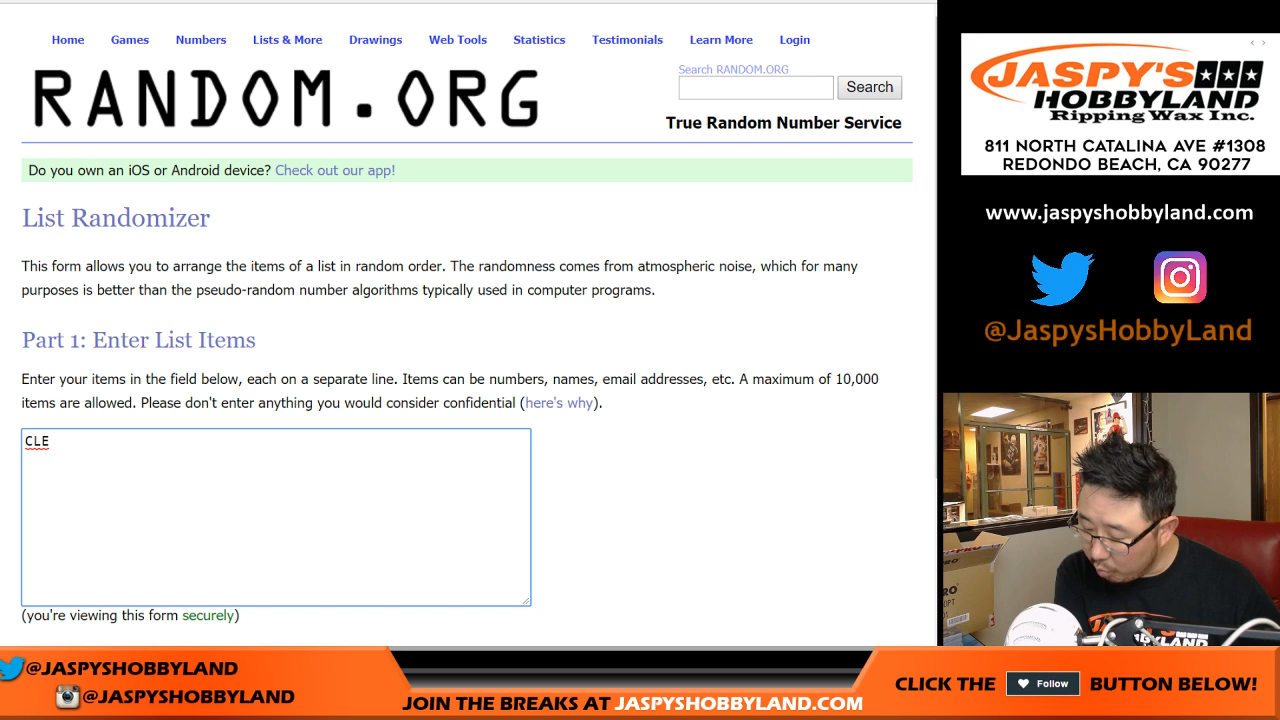 Home Games Numbers Lists & More Drawings Web Tools Statistics Testimonials Learn More Login
RANDOM.ORG
Search RANDOM.ORG
Search
True Random Number Service
Do you own an iOS or Android device? Check out our app!
List Randomizer
This form allows you to arrange the items of a list in random order. The randomness comes from atmospheric noise, which for many
purposes is better than the pseudo-random number algorithms typically used in computer programs.
Part 1: Enter List Items
Enter your items in the field below, each on a separate line. Items can be numbers, names, email addresses, etc. A maximum of 10,000
items are allowed. Please don't enter anything you would consider confidential (here's why).
CLE
(you're viewing this form securely)
JASPY'S
HOBBYLAND
Ripping Wax Inc.
811 NORTH CATALINA AVE #1308
REDONDO BEACH, CA 90277
www.jaspyshobbyland.com
@JaspysHobbyLand
@JASPYSHOBBYLAND
@JASPYSHOBBYLAND
JOIN THE BREAKS AT JASPYSHOBBYLAND.COM
CLICK THE Follow BUTTON BELOW!